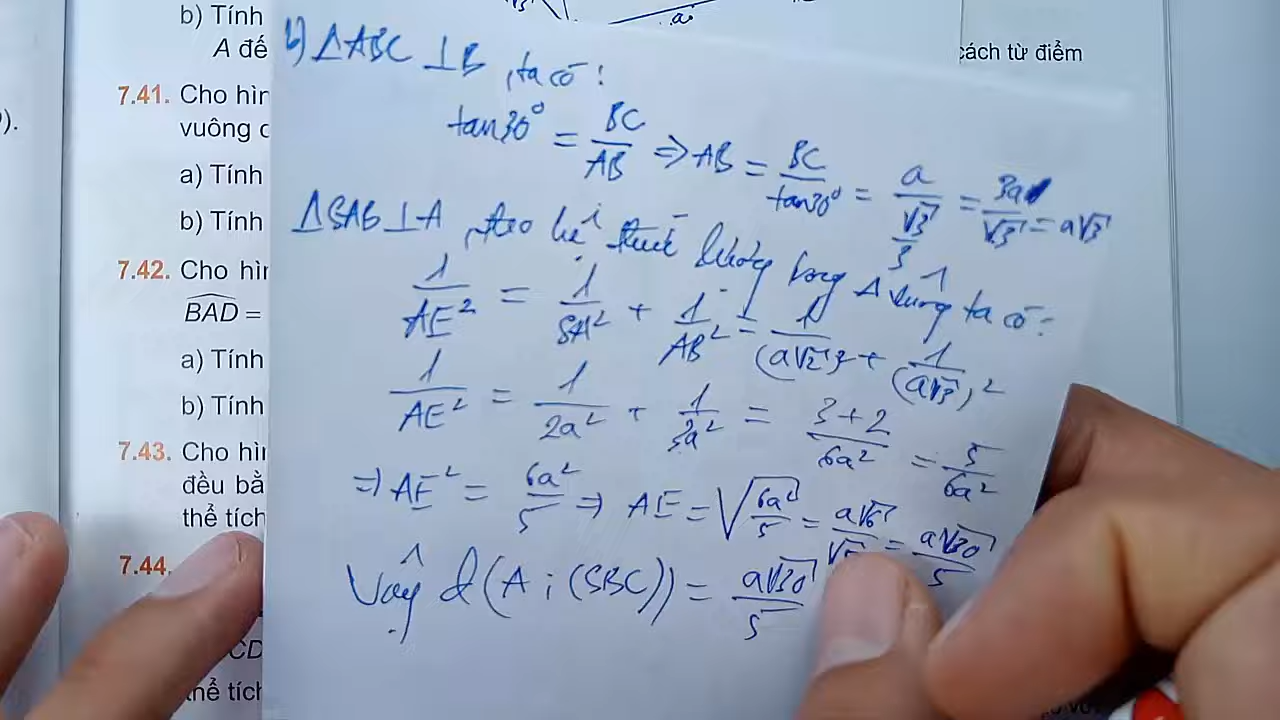 b) Tính
A đế
cách từ điểm
7.41. Cho hìn
vuông c
a) Tính
b) Tính
7.42. Cho hìn
BAD =
a) Tính
b) Tính
7.43. Cho hìn
đều bằ
thể tích
7.44.
CD
thể tích
).
a
b) ΔABC ⊥ B, ta có:
tan30° = BC/AB => AB = BC/tan30° = a/(√3/3) = 3a/√3 = a√3
ΔSAB ⊥ A, theo hệ thức lượng trong Δ vuông ta có:
1/AE² = 1/SA² + 1/AB² = 1/(a√2)² + 1/(a√3)²
1/AE² = 1/2a² + 1/3a² = (3+2)/6a² = 5/6a²
=> AE² = 6a²/5 => AE = √(6a²/5) = a√6/√5 = a√30/5
Vậy d(A; (SBC)) = a√30/5